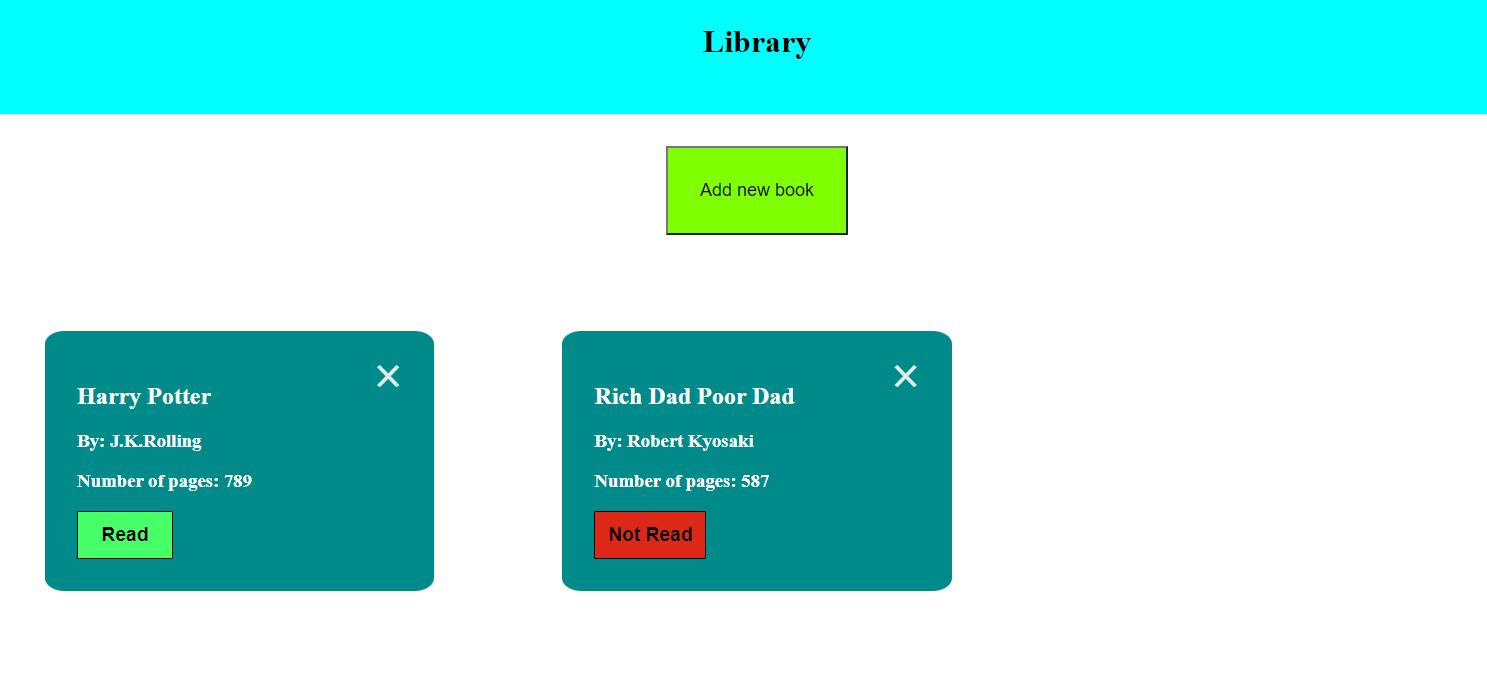 Library
Add new book
Harry Potter
By: J.K.Rolling
Number of pages: 789
Read
Rich Dad Poor Dad
By: Robert Kyosaki
Number of pages: 587
Not Read